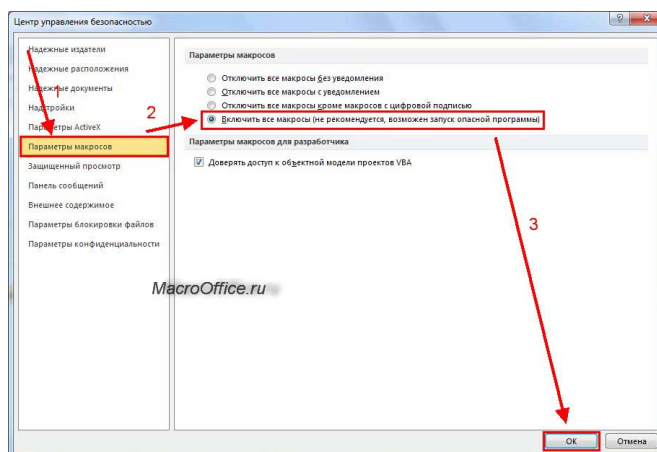 Центр управления безопасностью
Надежные издатели
Надежные расположения
Надежные документы
Надстройки
Параметры ActiveX
Параметры макросов
Защищенный просмотр
Панель сообщений
Внешнее содержимое
Параметры блокировки файлов
Параметры конфиденциальности
1
2
Параметры макросов
Отключить все макросы без уведомления
Отключить все макросы с уведомлением
Отключить все макросы кроме макросов с цифровой подписью
Включить все макросы (не рекомендуется, возможен запуск опасной программы)
Параметры макросов для разработчика
Доверять доступ к объектной модели проектов VBA
3
MacroOffice.ru
ОК
Отмена